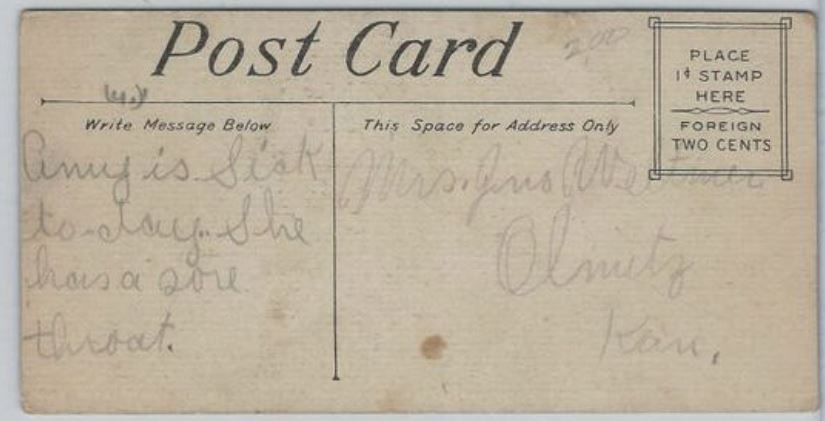 Post Card
2.00
PLACE
1¢ STAMP
HERE
FOREIGN
TWO CENTS
Write Message Below
This Space for Address Only
Amy is Sick
to-day. She
has a sore
throat.
Mrs. Jno
Olmitz
Kan.